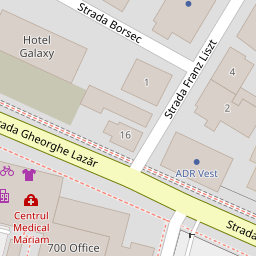 Strada Borsec
Hotel
Galaxy
Strada Franz Liszt
1
4
2
16
rada Gheorghe Lazăr
ADR Vest
Strada
Centrul
Medical
Mariam
700 Office